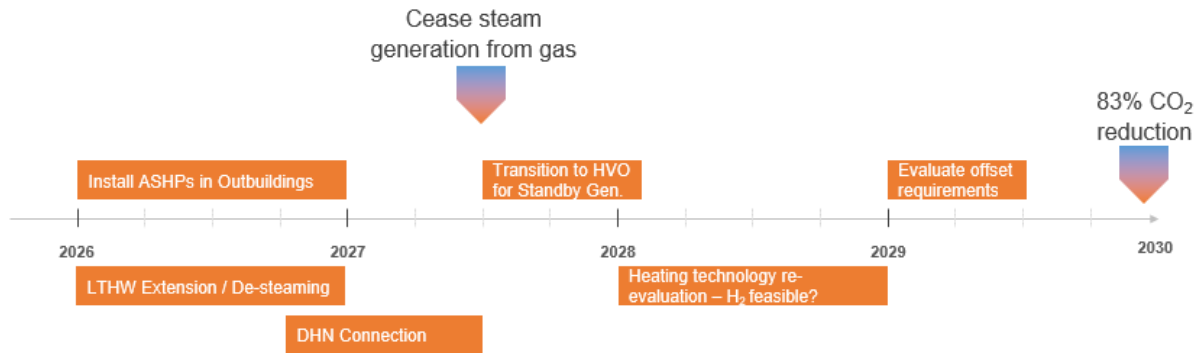 Cease steam
generation from gas
83% CO₂
reduction
Install ASHPs in Outbuildings
Transition to HVO
for Standby Gen.
Evaluate offset
requirements
2026
2027
2028
2029
2030
LTHW Extension / De-steaming
Heating technology re-
evaluation – H₂ feasible?
DHN Connection